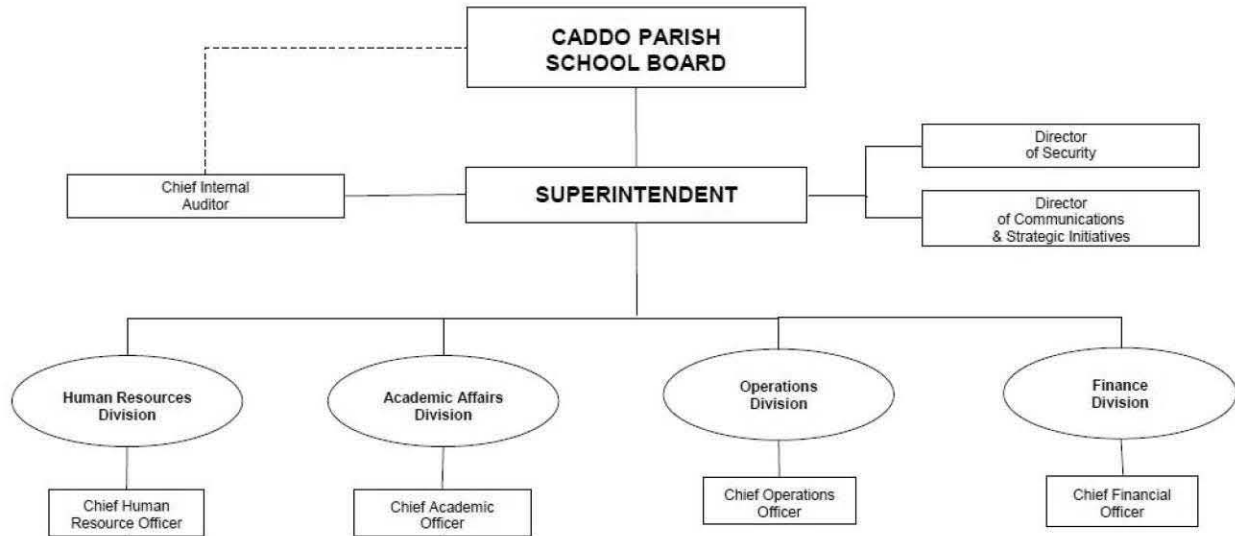 CADDO PARISH
SCHOOL BOARD
Director
of Security
Chief Internal
Auditor
SUPERINTENDENT
Director
of Communications
& Strategic Initiatives
Human Resources
Division
Academic Affairs
Division
Operations
Division
Finance
Division
Chief Human
Resource Officer
Chief Academic
Officer
Chief Operations
Officer
Chief Financial
Officer